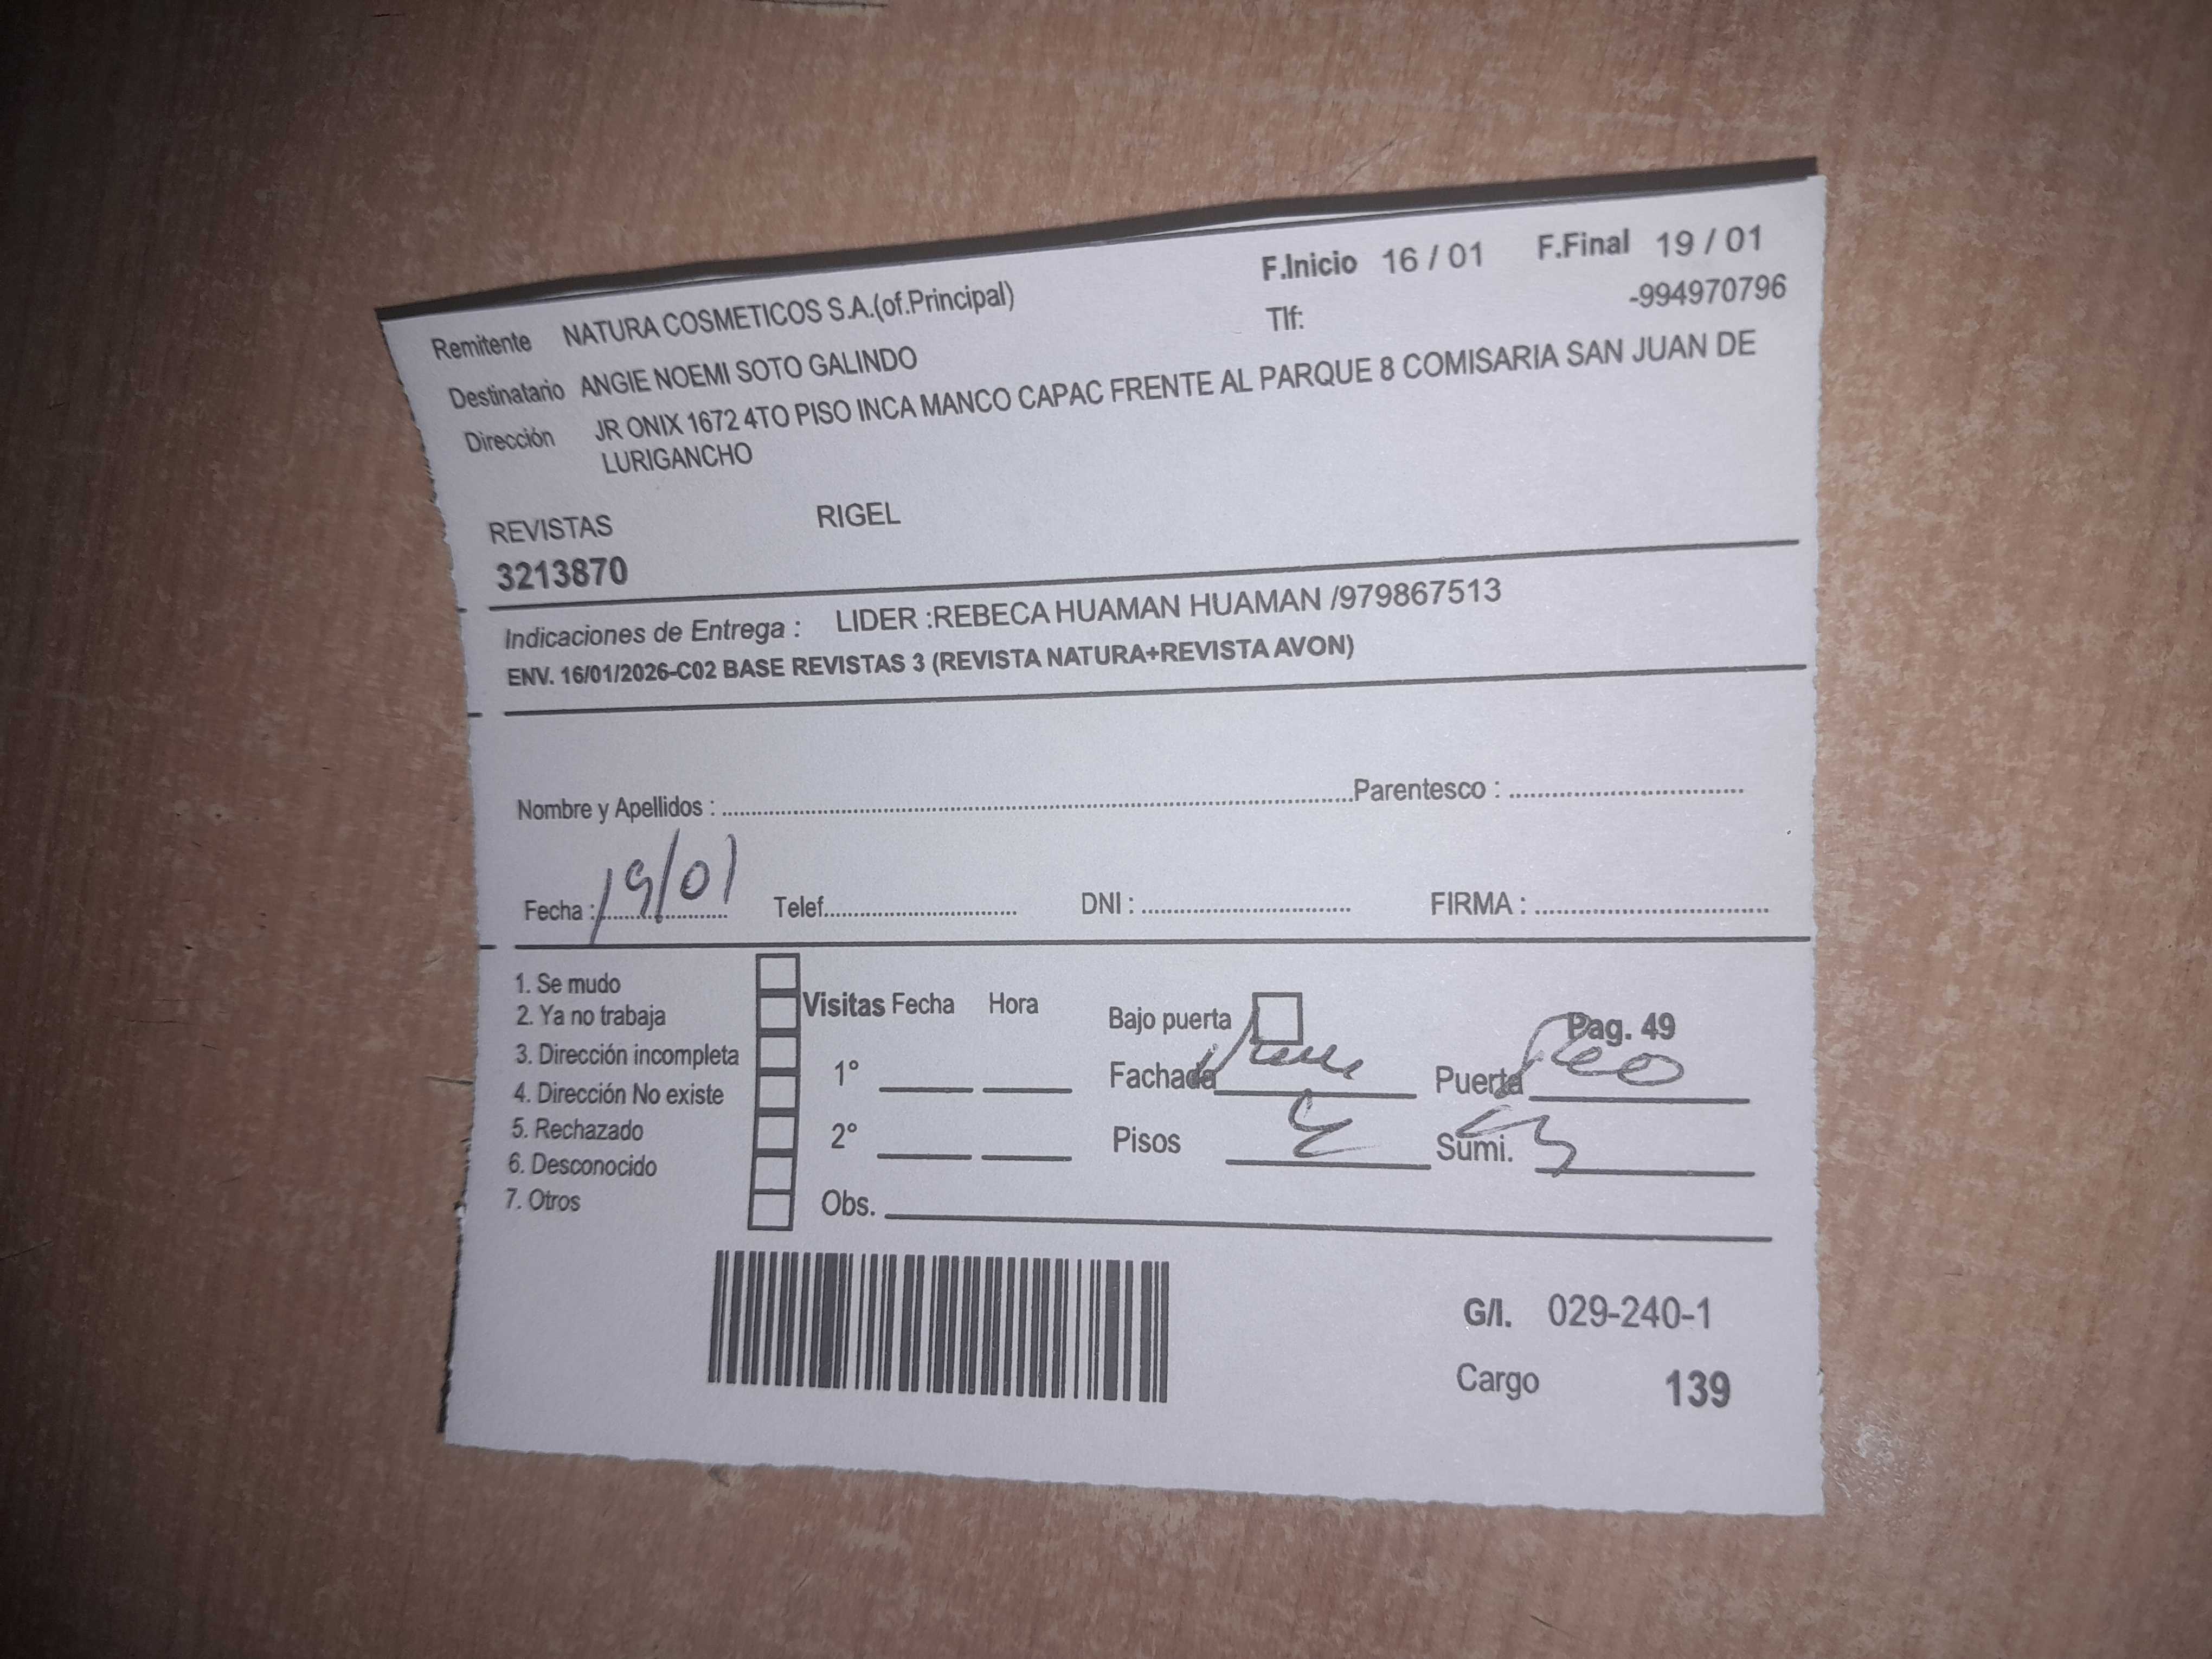 F.Inicio 16 / 01 F.Final 19 / 01
Remitente NATURA COSMETICOS S.A.(of.Principal) Tlf: -994970796
Destinatario ANGIE NOEMI SOTO GALINDO
Dirección JR ONIX 1672 4TO PISO INCA MANCO CAPAC FRENTE AL PARQUE 8 COMISARIA SAN JUAN DE
LURIGANCHO
REVISTAS RIGEL
3213870
Indicaciones de Entrega : LIDER :REBECA HUAMAN HUAMAN /979867513
ENV. 16/01/2026-C02 BASE REVISTAS 3 (REVISTA NATURA+REVISTA AVON)
Nombre y Apellidos : Parentesco :
Fecha : 19/01 Telef. DNI : FIRMA :
1. Se mudo
2. Ya no trabaja
3. Dirección incompleta
4. Dirección No existe
5. Rechazado
6. Desconocido
7. Otros
Visitas Fecha Hora
1°
2°
Obs.
Bajo puerta Pag. 49
Fachada Puerta
Pisos Sumi.
G/I. 029-240-1
Cargo 139